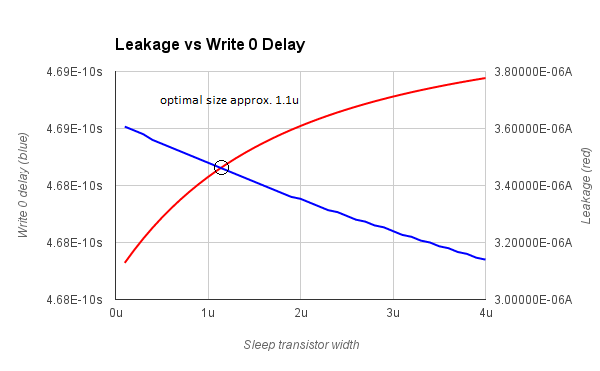 Leakage vs Write 0 Delay
optimal size approx. 1.1u
4.69E-10s
4.69E-10s
4.68E-10s
4.68E-10s
4.68E-10s
Write 0 delay (blue)
3.80000E-06A
3.60000E-06A
3.40000E-06A
3.20000E-06A
3.00000E-06A
Leakage (red)
0u
1u
2u
3u
4u
Sleep transistor width